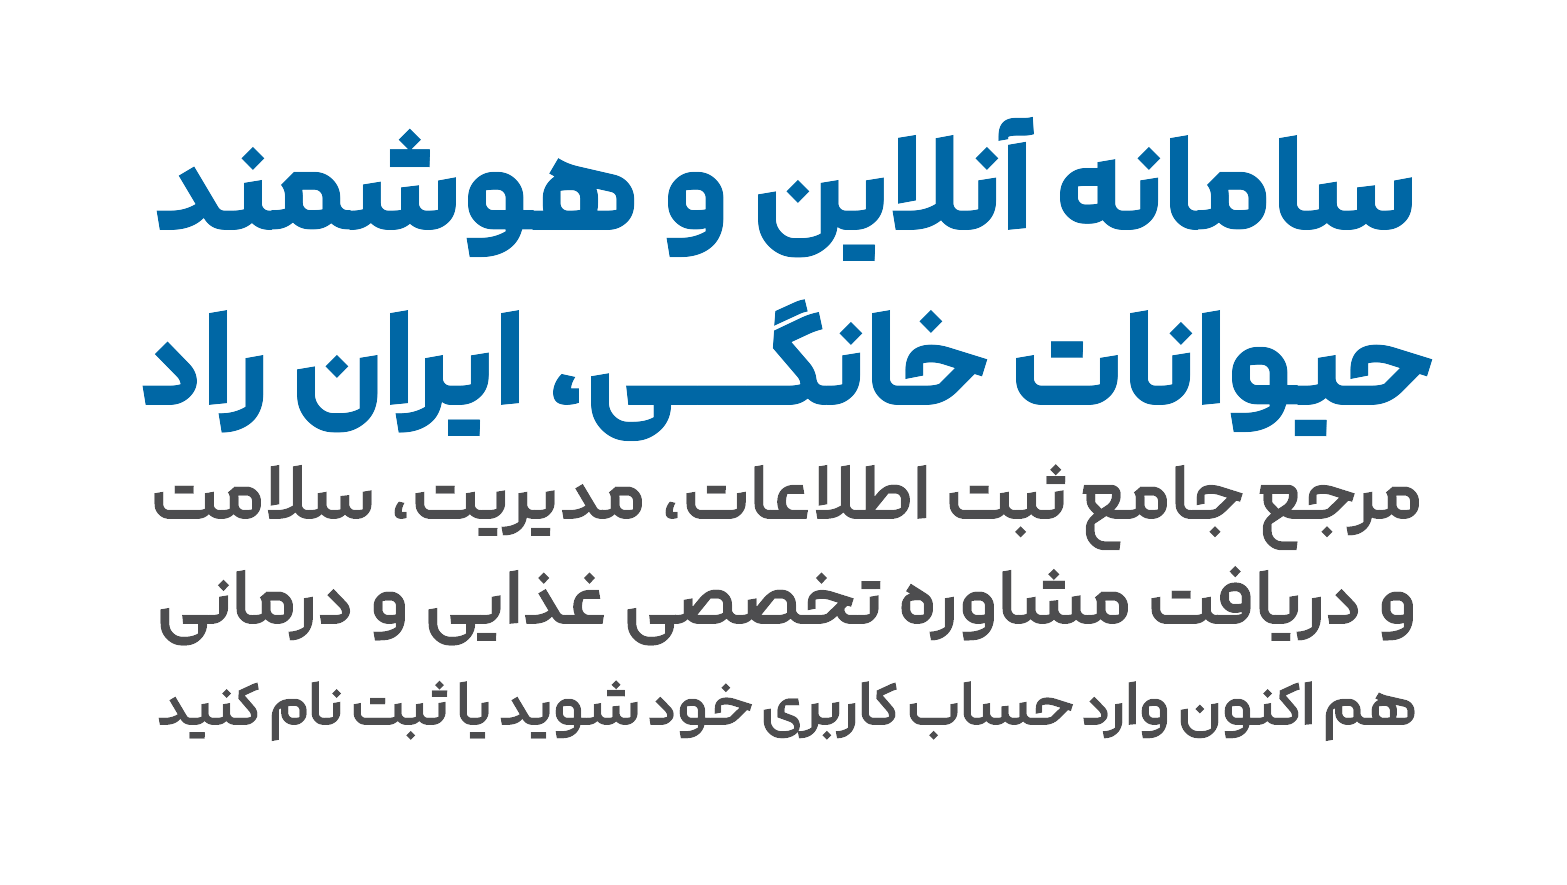 سامانه آنلاین و هوشمند
حیوانات خانگـــی، ایران راد
مرجع جامع ثبت اطلاعات، مدیریت، سلامت
و دریافت مشاوره تخصصی غذایی و درمانی
هم اکنون وارد حساب کاربری خود شوید یا ثبت نام کنید